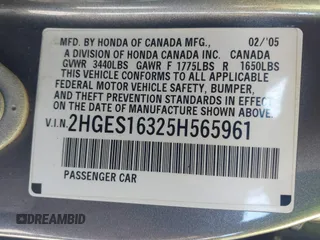 MFD. BY HONDA OF CANADA MFG., CANADA 02/'05
A DIVISION OF HONDA CANADA INC.
GVWR 3440LBS GAWR F 1775LBS R 1650LBS
THIS VEHICLE CONFORMS TO ALL APPLICABLE
FEDERAL MOTOR VEHICLE SAFETY, BUMPER,
AND THEFT PREVENTION STANDARDS IN EFFECT
ON THE DATE OF MANUFACTURE SHOWN ABOVE.
V.I.N. 2HGES16325H565961
PASSENGER CAR
DREAMBID